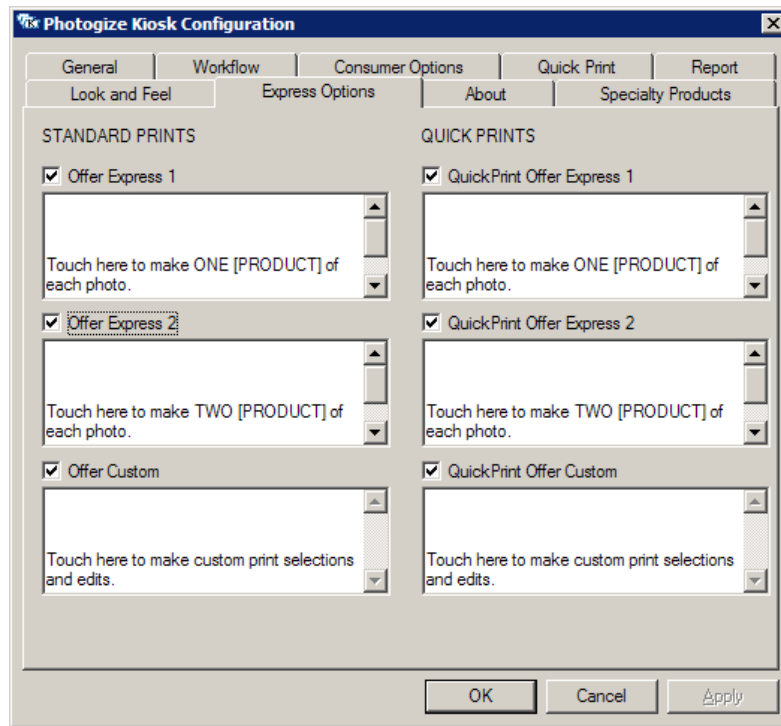 Photogize Kiosk Configuration
General Workflow Consumer Options Quick Print Report
Look and Feel Express Options About Specialty Products
STANDARD PRINTS
Offer Express 1
Touch here to make ONE [PRODUCT] of
each photo.
Offer Express 2
Touch here to make TWO [PRODUCT] of
each photo.
Offer Custom
Touch here to make custom print selections
and edits.
QUICK PRINTS
QuickPrint Offer Express 1
Touch here to make ONE [PRODUCT] of
each photo.
QuickPrint Offer Express 2
Touch here to make TWO [PRODUCT] of
each photo.
QuickPrint Offer Custom
Touch here to make custom print selections
and edits.
OK Cancel Apply